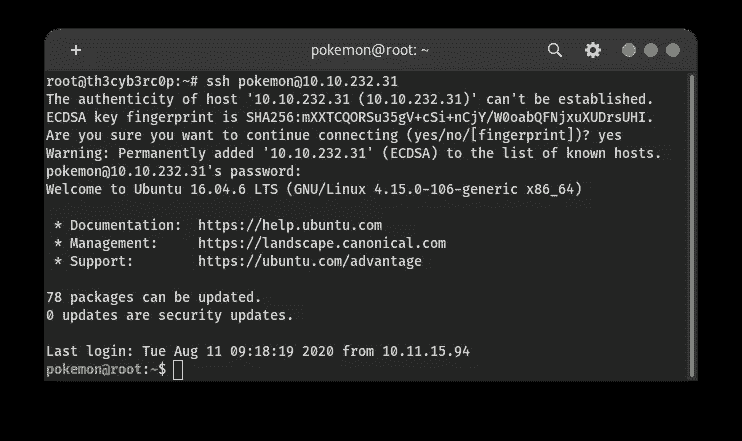 pokemon@root: ~
root@th3cyb3rc0p:~# ssh pokemon@10.10.232.31
The authenticity of host '10.10.232.31 (10.10.232.31)' can't be established.
ECDSA key fingerprint is SHA256:mXXTCQORSu35gV+cSi+nCjY/W0oabQFNjxuXUDrsUHI.
Are you sure you want to continue connecting (yes/no/[fingerprint])? yes
Warning: Permanently added '10.10.232.31' (ECDSA) to the list of known hosts.
pokemon@10.10.232.31's password:
Welcome to Ubuntu 16.04.6 LTS (GNU/Linux 4.15.0-106-generic x86_64)
* Documentation: https://help.ubuntu.com
* Management: https://landscape.canonical.com
* Support: https://ubuntu.com/advantage
78 packages can be updated.
0 updates are security updates.
Last login: Tue Aug 11 09:18:19 2020 from 10.11.15.94
pokemon@root:~$